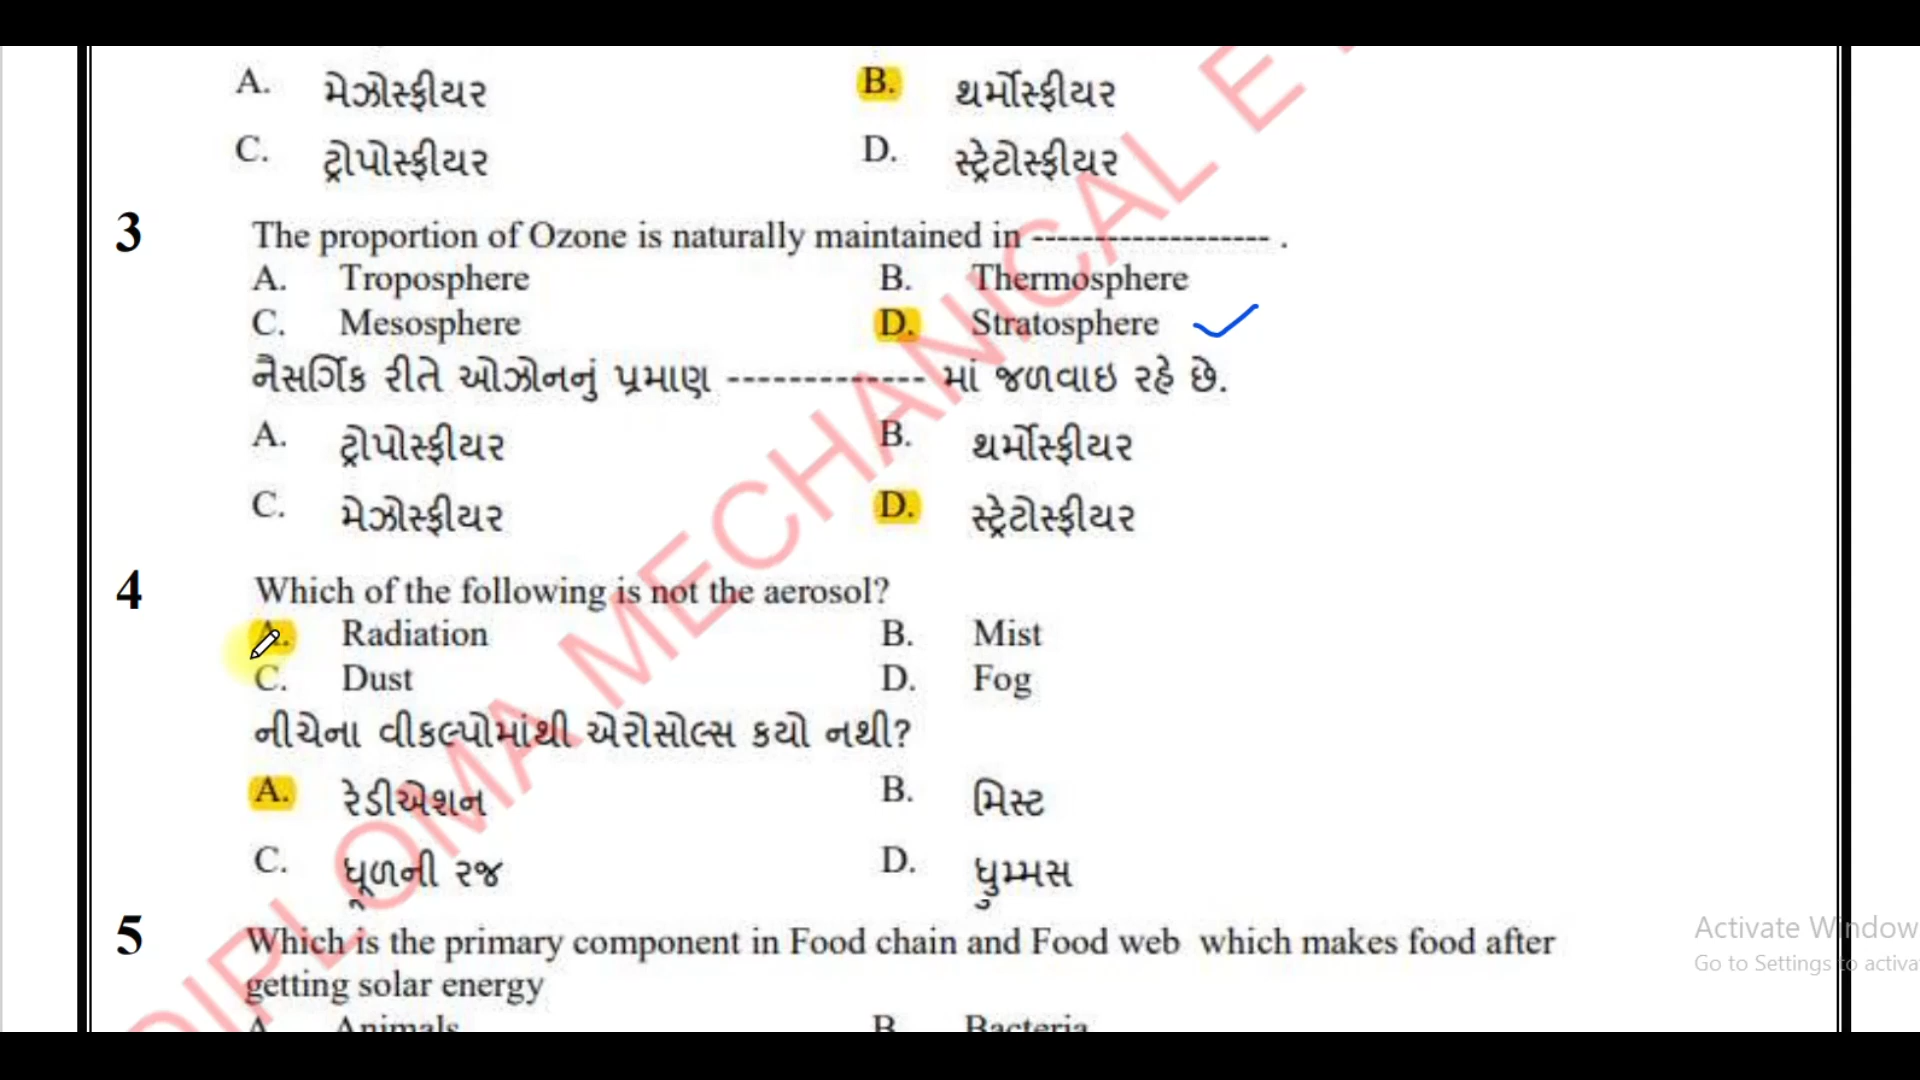 A. મેઝોસ્ફીયર B. થર્મોસ્ફીયર
C. ટ્રોપોસ્ફીયર D. સ્ટ્રેટોસ્ફીયર
3 The proportion of Ozone is naturally maintained in ------------------- .
A. Troposphere B. Thermosphere
C. Mesosphere D. Stratosphere
નૈસર્ગિક રીતે ઓઝોનનું પ્રમાણ ------------- માં જળવાઇ રહે છે.
A. ટ્રોપોસ્ફીયર B. થર્મોસ્ફીયર
C. મેઝોસ્ફીયર D. સ્ટ્રેટોસ્ફીયર
4 Which of the following is not the aerosol?
A. Radiation B. Mist
C. Dust D. Fog
નીચેના વીકલ્પોમાંથી એરોસોલ્સ કયો નથી?
A. રેડીએશન B. મિસ્ટ
C. ધૂળની રજ D. ધુમ્મસ
5 Which is the primary component in Food chain and Food web which makes food after
getting solar energy
A. Animals B. Bacteria
DIPLOMA MECHANICAL E
Activate Window
Go to Settings to activa